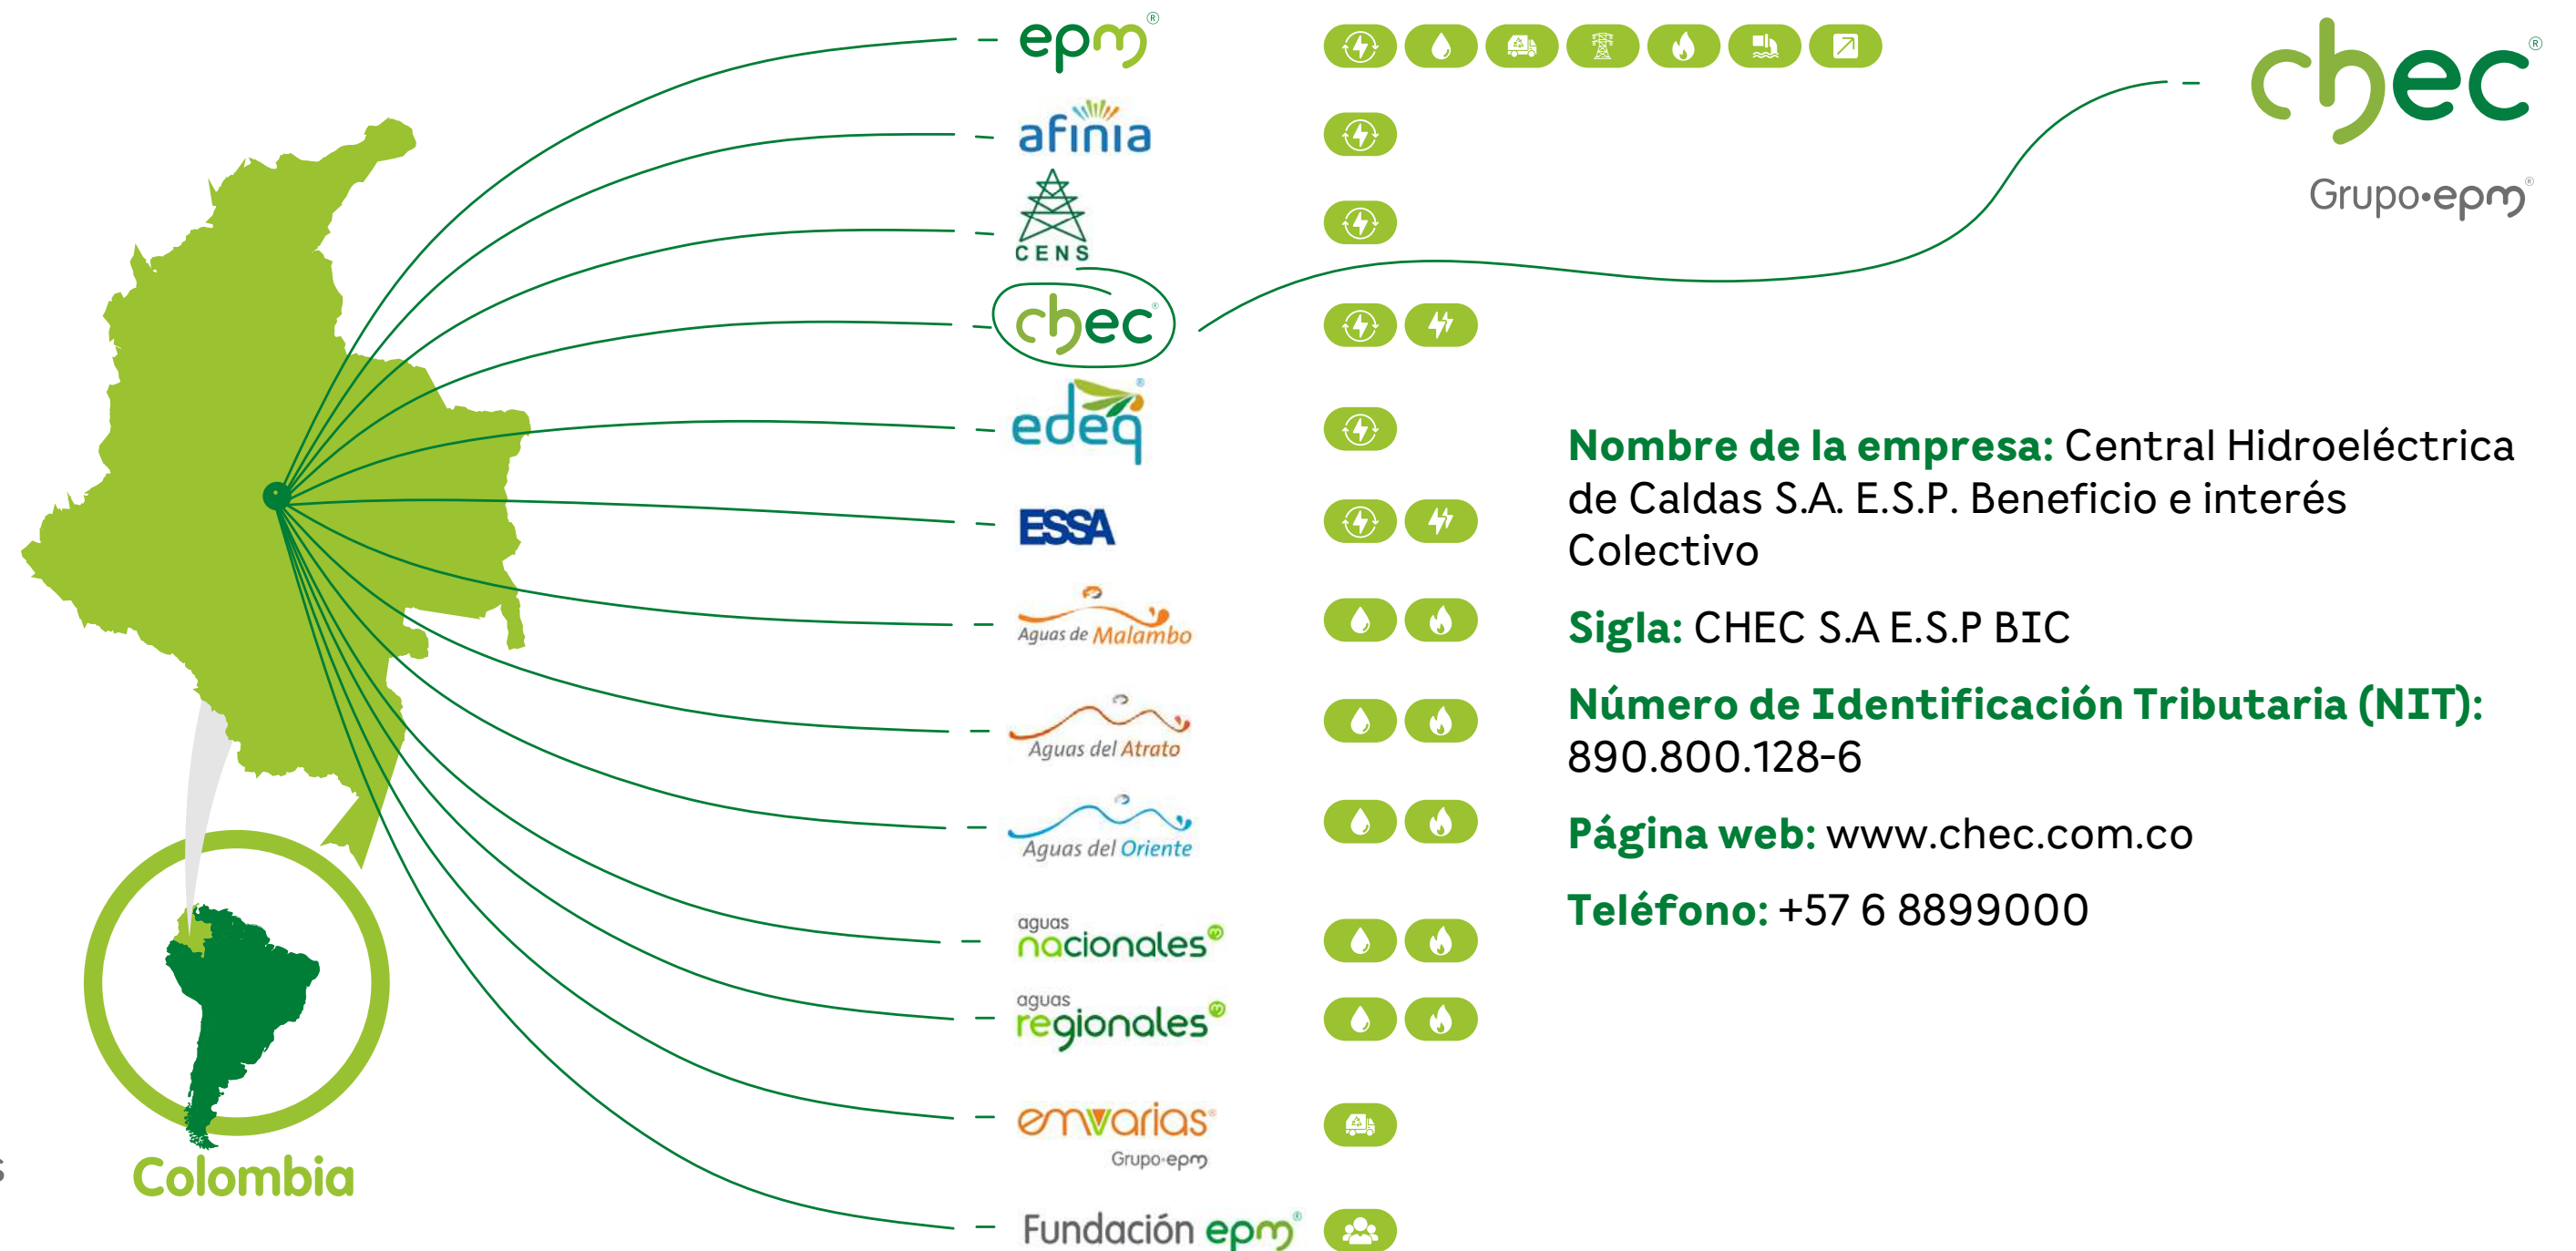 epm®
afinia
CENS
chec®
edeq®
ESSA
Aguas de Malambo
Aguas del Atrato
Aguas del Oriente
aguas
nacionales
aguas
regionales
emvarias®
Grupo·epm
Fundación epm®
s
Colombia
chec®
Grupo·epm®
Nombre de la empresa: Central Hidroeléctrica
de Caldas S.A. E.S.P. Beneficio e interés
Colectivo
Sigla: CHEC S.A E.S.P BIC
Número de Identificación Tributaria (NIT):
890.800.128-6
Página web: www.chec.com.co
Teléfono: +57 6 8899000